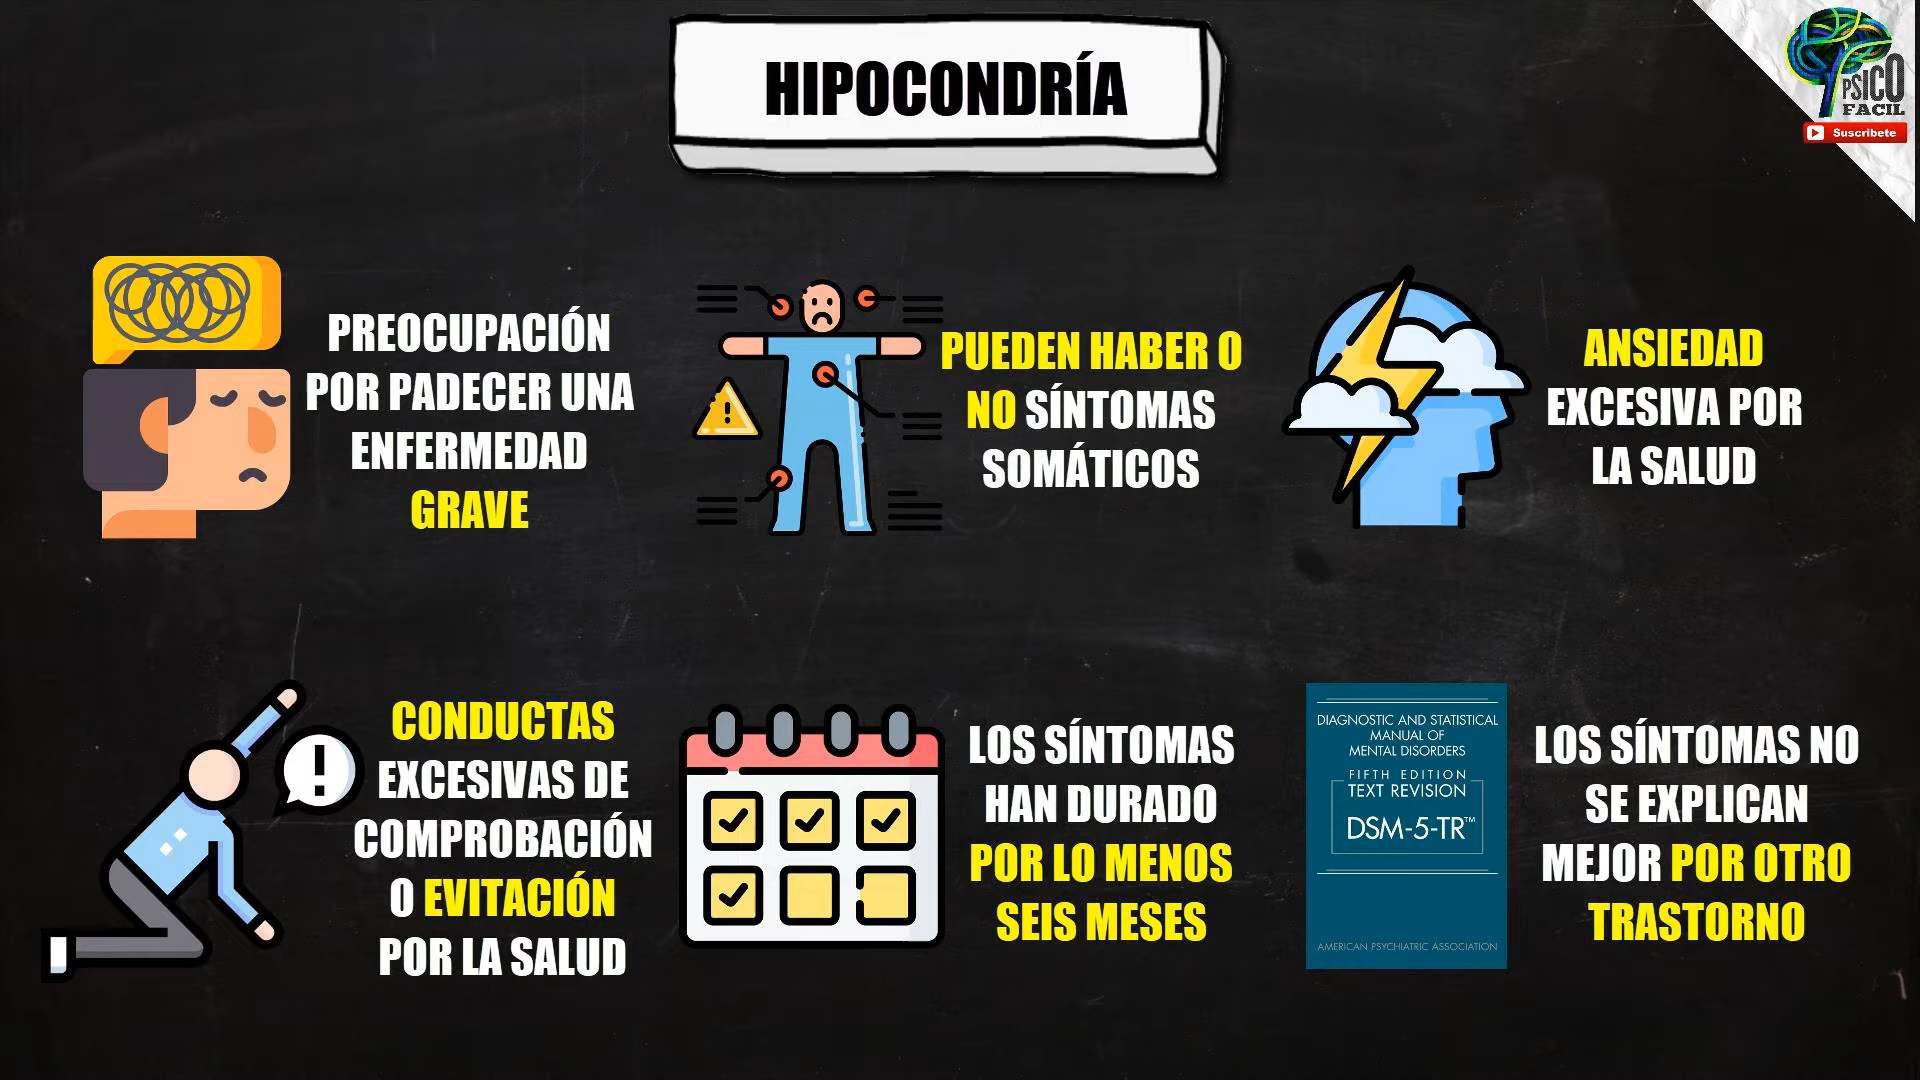 HIPOCONDRÍA
PSICO
FACIL
Suscribete
PREOCUPACIÓN
POR PADECER UNA
ENFERMEDAD
GRAVE
PUEDEN HABER O
NO SÍNTOMAS
SOMÁTICOS
ANSIEDAD
EXCESIVA POR
LA SALUD
CONDUCTAS
EXCESIVAS DE
COMPROBACIÓN
O EVITACIÓN
POR LA SALUD
LOS SÍNTOMAS
HAN DURADO
POR LO MENOS
SEIS MESES
DIAGNOSTIC AND STATISTICAL
MANUAL OF
MENTAL DISORDERS
FIFTH EDITION
TEXT REVISION
DSM-5-TR™
AMERICAN PSYCHIATRIC ASSOCIATION
LOS SÍNTOMAS NO
SE EXPLICAN
MEJOR POR OTRO
TRASTORNO